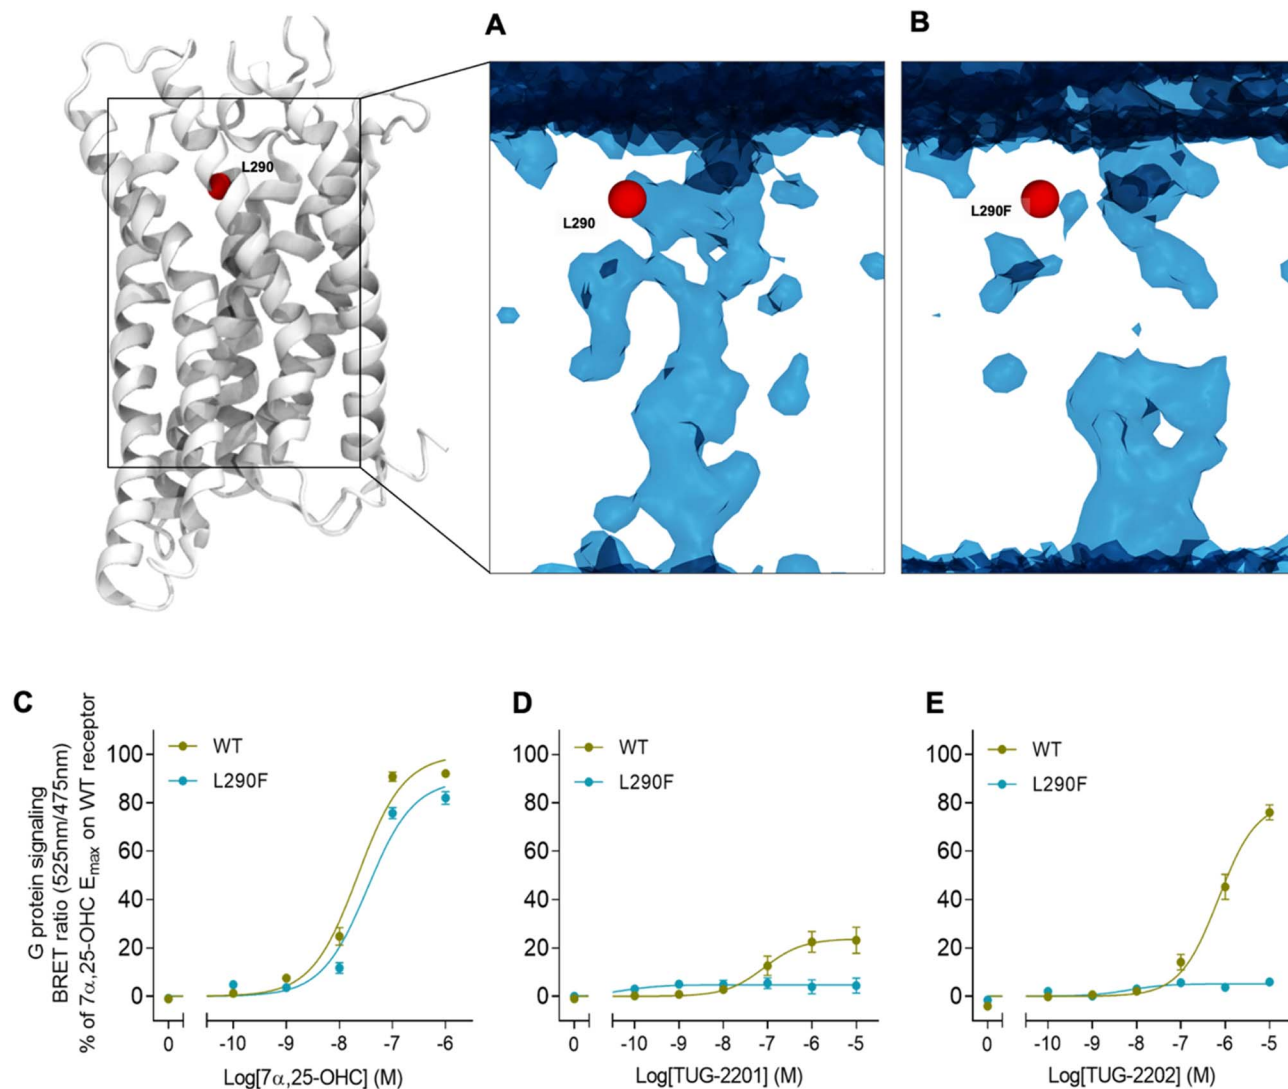 A
B
L290
L290
L290F
C
G protein signaling
BRET ratio (525nm/475nm)
% of 7α,25-OHC Emax on WT receptor
WT
L290F
100
80
60
40
20
0
0 -10 -9 -8 -7 -6
Log[7α,25-OHC] (M)
D
WT
L290F
100
80
60
40
20
0
0 -10 -9 -8 -7 -6 -5
Log[TUG-2201] (M)
E
WT
L290F
100
80
60
40
20
0
0 -10 -9 -8 -7 -6 -5
Log[TUG-2202] (M)